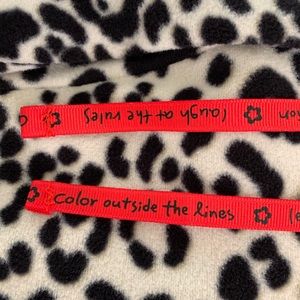 laugh at the rules
color outside the lines